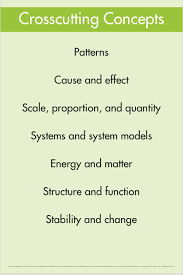 Crosscutting Concepts
Patterns
Cause and effect
Scale, proportion, and quantity
Systems and system models
Energy and matter
Structure and function
Stability and change